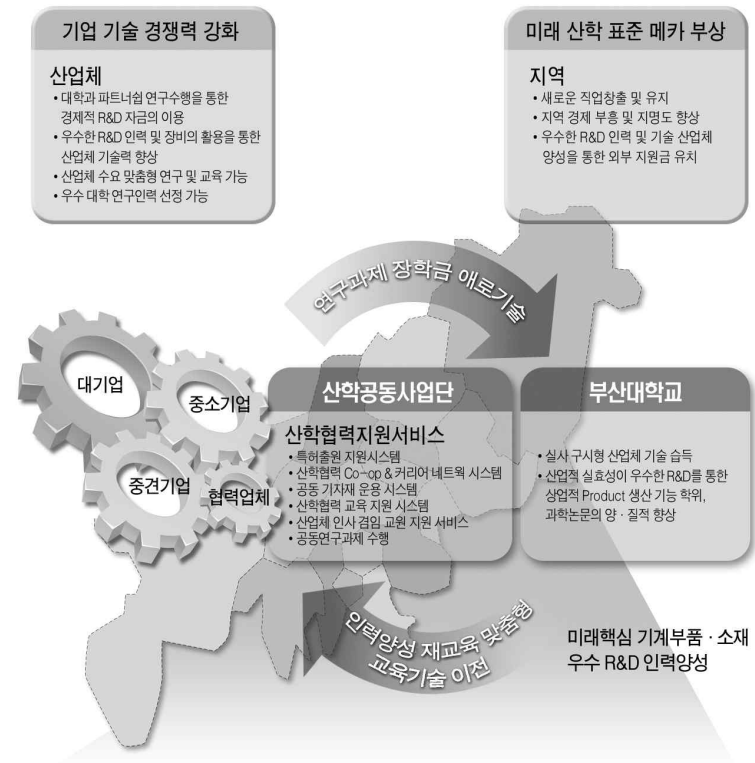 기업 기술 경쟁력 강화
산업체
• 대학과 파트너쉽 연구수행을 통한
경제적 R&D 자금의 이용
• 우수한 R&D 인력 및 장비의 활용을 통한
산업체 기술력 향상
• 산업체 수요 맞춤형 연구 및 교육 가능
• 우수 대학 연구인력 선정 가능
미래 산학 표준 메카 부상
지역
• 새로운 직업창출 및 유지
• 지역 경제 부흥 및 지명도 향상
• 우수한 R&D 인력 및 기술 산업체
양성을 통한 외부 지원금 유치
연구과제 장학금 애로기술
대기업
중소기업
중견기업
협력업체
산학공동사업단
산학협력지원서비스
• 특허출원 지원시스템
• 산학협력 Co-op & 커리어 네트웍 시스템
• 공동 기자재 운용 시스템
• 산학협력 교육 지원 시스템
• 산업체 인사 겸임 교원 지원 서비스
• 공동연구과제 수행
부산대학교
• 실사 구시형 산업체 기술 습득
• 산업적 실효성이 우수한 R&D를 통한
상업적 Product 생산 기능 학위,
과학논문의 양 · 질적 향상
인력양성 재교육 맞춤형
교육기술 이전
미래핵심 기계부품 · 소재
우수 R&D 인력양성